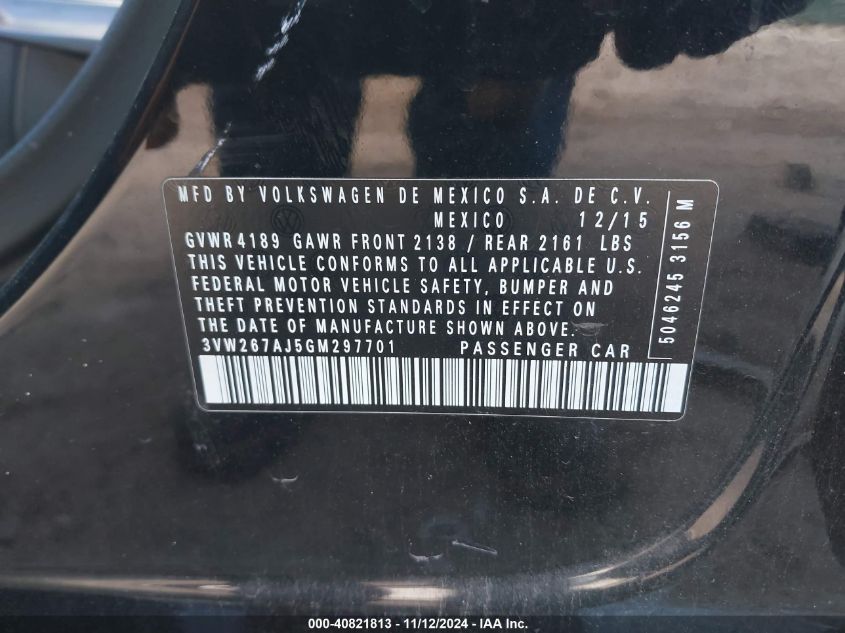 MFD BY VOLKSWAGEN DE MEXICO S.A. DE C.V.
MEXICO 12/15
GVWR 4189 GAWR FRONT 2138 / REAR 2161 LBS
THIS VEHICLE CONFORMS TO ALL APPLICABLE U.S.
FEDERAL MOTOR VEHICLE SAFETY, BUMPER AND
THEFT PREVENTION STANDARDS IN EFFECT ON
THE DATE OF MANUFACTURE SHOWN ABOVE.
3VW267AJ5GM297701 PASSENGER CAR
5046245 3156 M
000-40821813 - 11/12/2024 - IAA Inc.